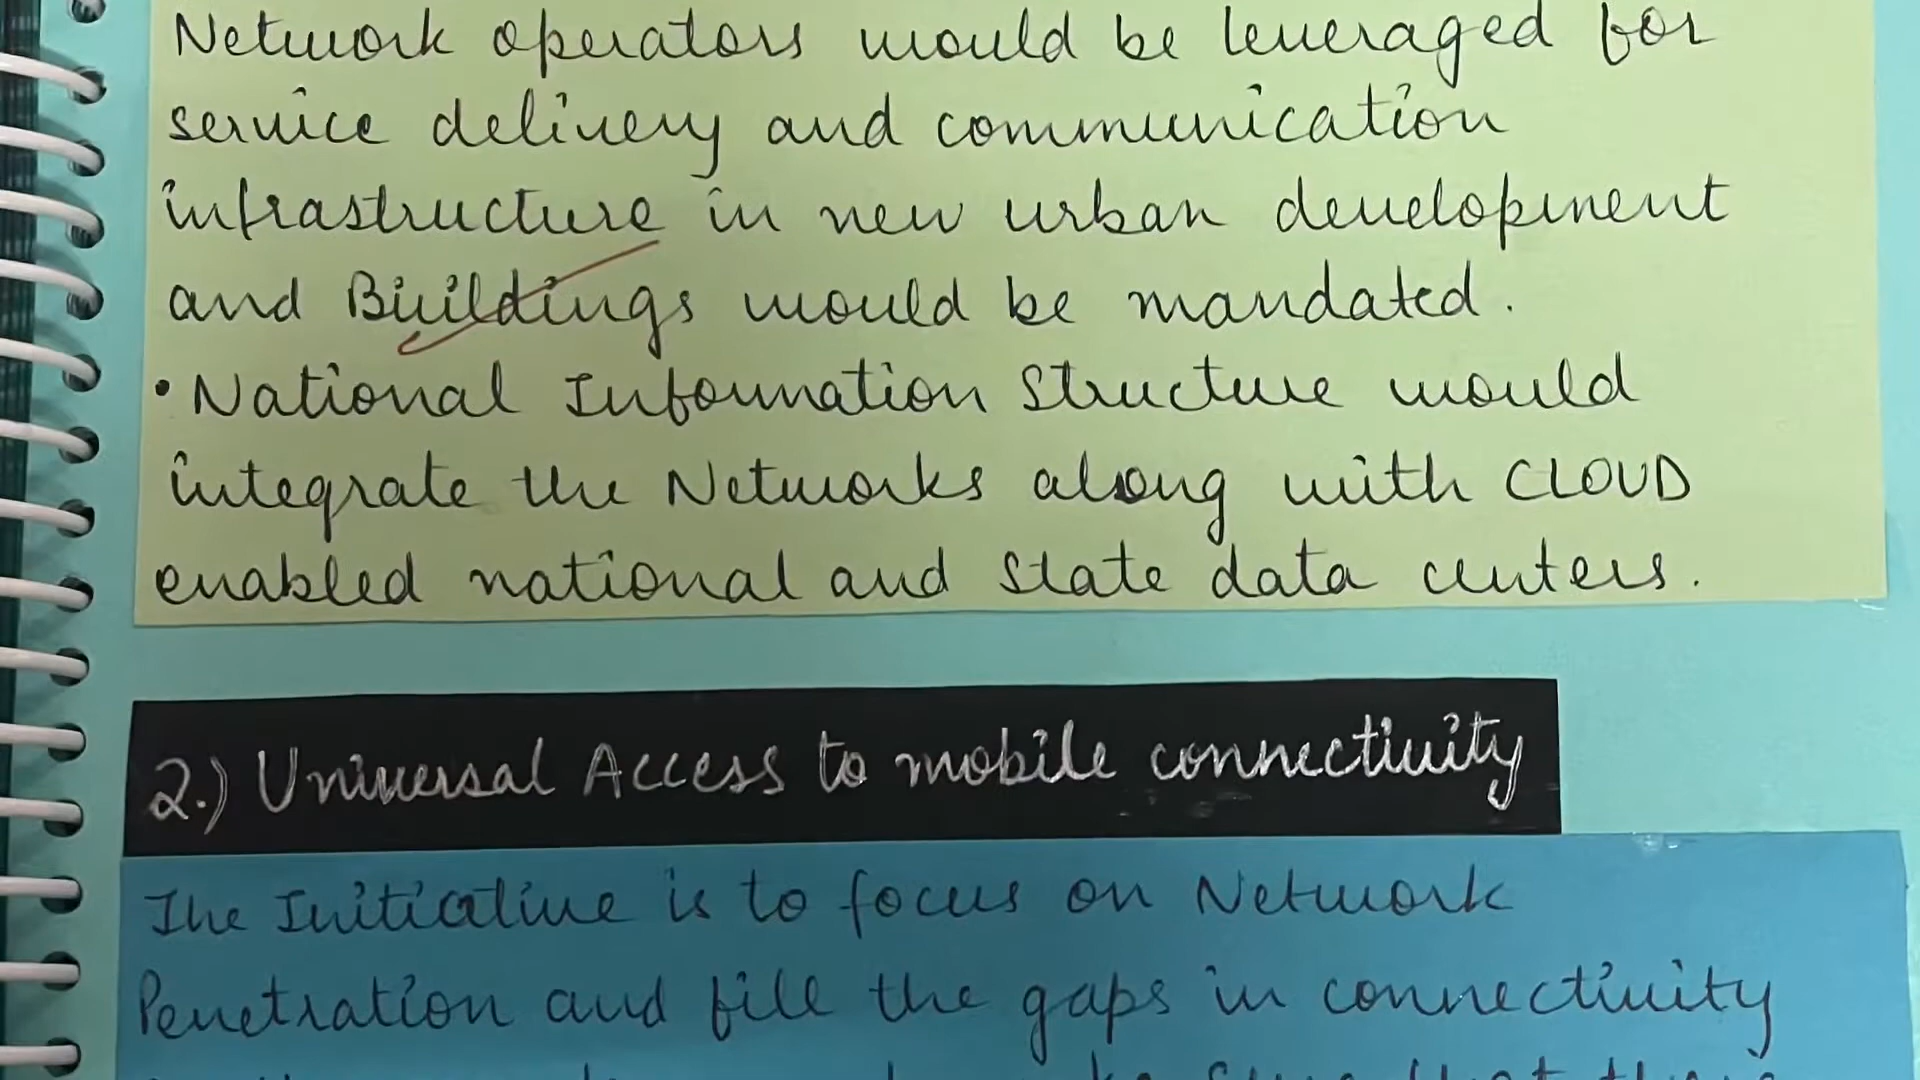 Network operators would be leveraged for
service delivery and communication
infrastructure in new urban development
and Buildings would be mandated.
• National Information Structure would
integrate the Networks along with CLOUD
enabled national and state data centers.
2.) Universal Access to mobile connectivity
The Initiative is to focus on Network
Penetration and fill the gaps in connectivity